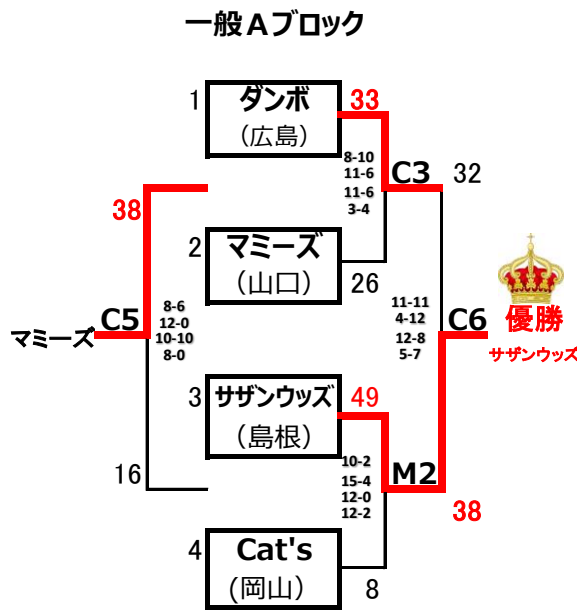 一般Aブロック
1
ダンボ
(広島)
33
8-10
11-6
11-6
3-4
C3
32
38
2
マミーズ
(山口)
26
C5
マミーズ
8-6
12-0
10-10
8-0
11-11
4-12
12-8
5-7
C6
優勝
サザンウッズ
3
サザンウッズ
(島根)
49
10-2
15-4
12-0
12-2
M2
16
38
4
Cat's
(岡山)
8